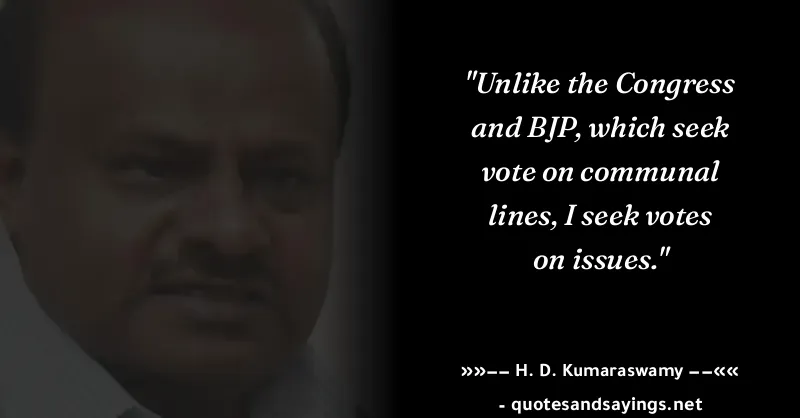 "Unlike the Congress
and BJP, which seek
vote on communal
lines, I seek votes
on issues."
»»–– H. D. Kumaraswamy ––««
- quotesandsayings.net